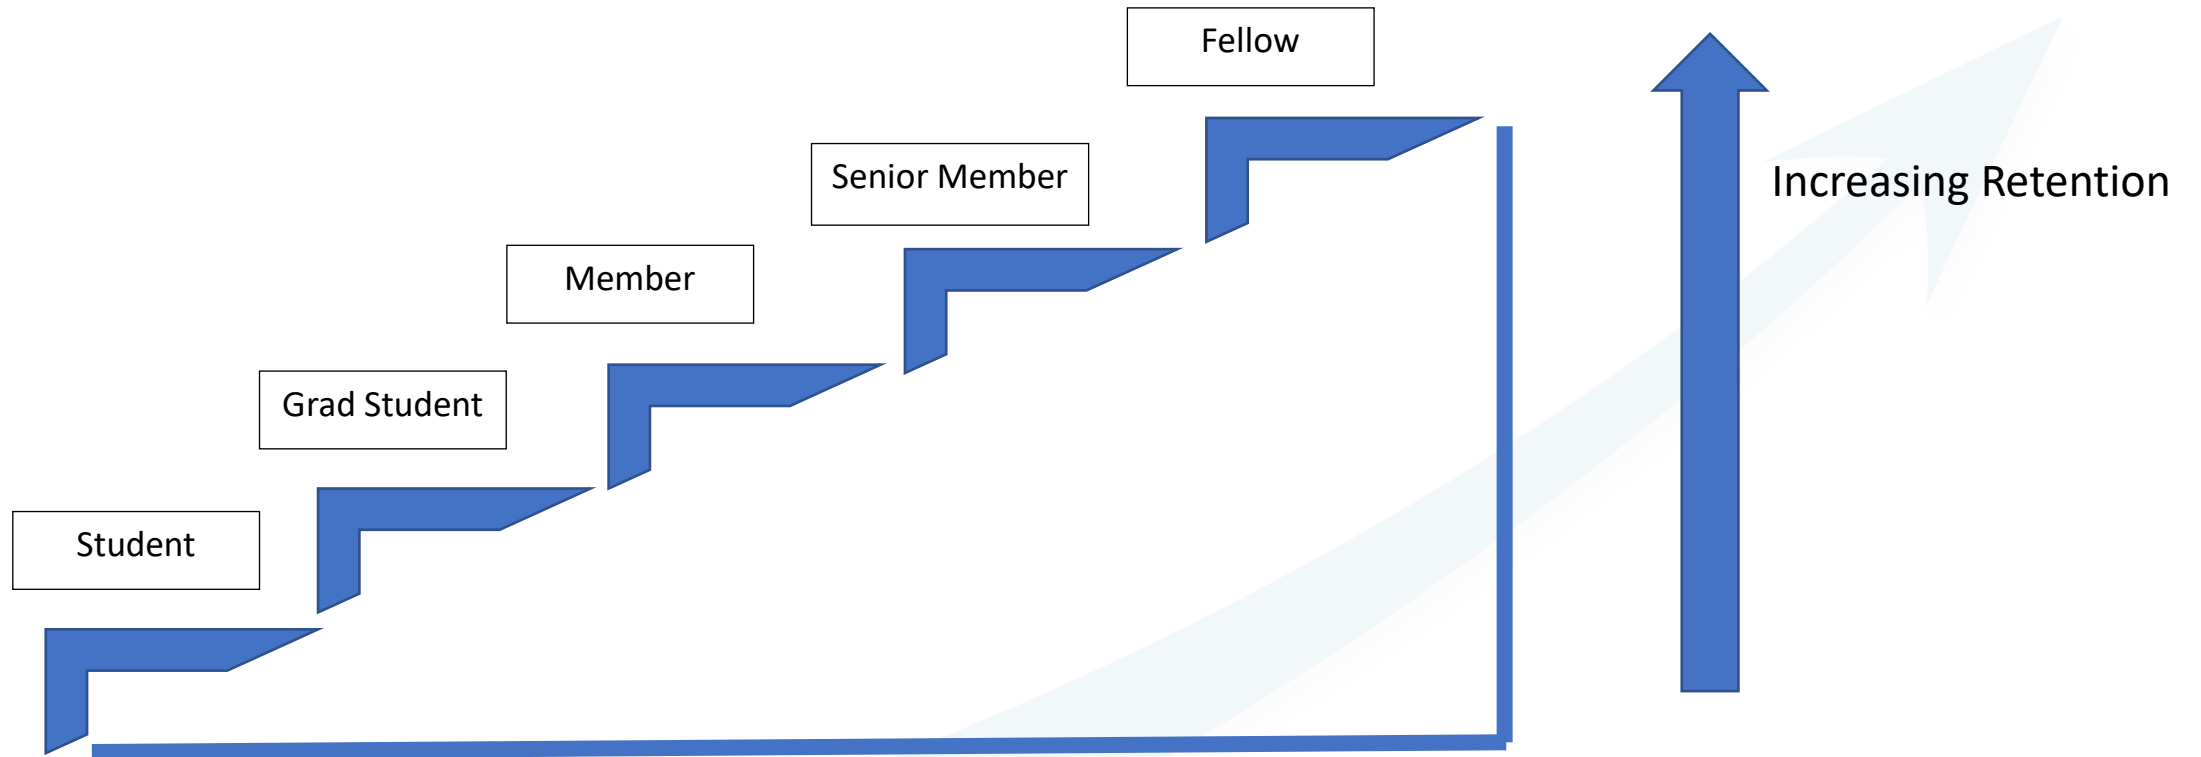 Fellow
Senior Member
Increasing Retention
Member
Grad Student
Student